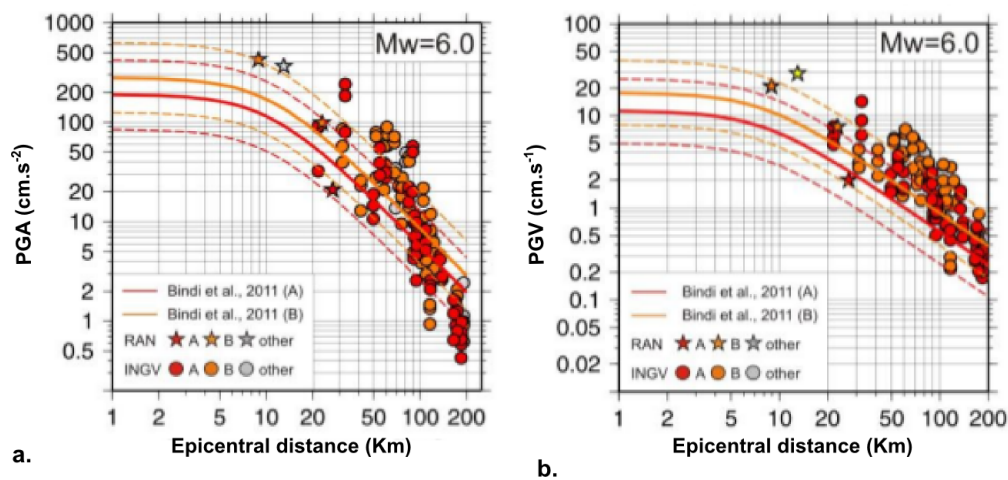 a.
PGA (cm.s-2)
1000
500
200
100
50
20
10
5
2
1
0.5
Mw=6.0
Bindi et al., 2011 (A)
Bindi et al., 2011 (B)
RAN A B other
INGV A B other
1 2 5 10 20 50 100 200
Epicentral distance (Km)
a.
b.
PGV (cm.s-1)
100
50
20
10
5
2
1
0.5
0.2
0.1
0.05
0.02
Mw=6.0
Bindi et al., 2011 (A)
Bindi et al., 2011 (B)
RAN A B other
INGV A B other
1 2 5 10 20 50 100 200
Epicentral distance (Km)
b.